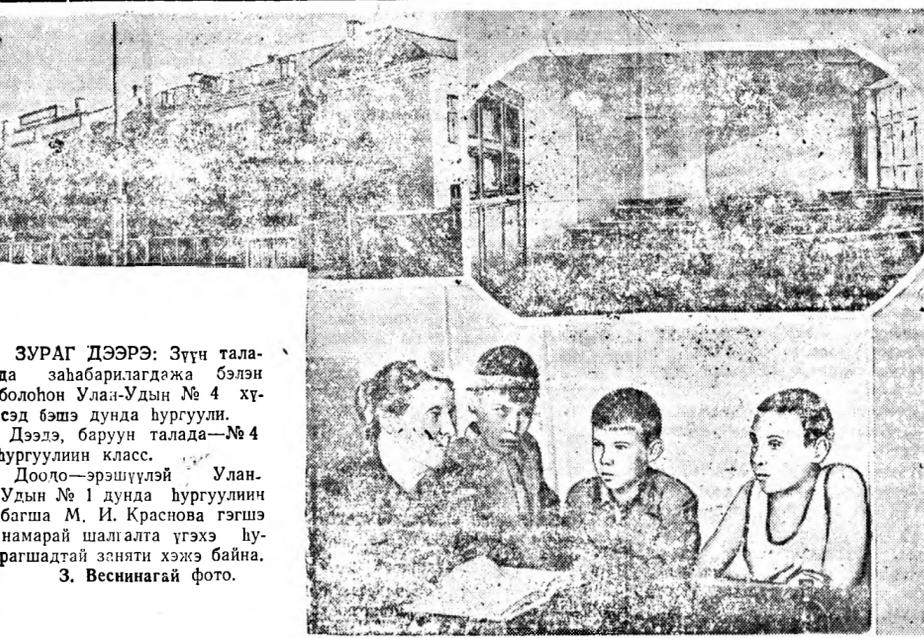 ЗУРАГ ДЭЭРЭ: Зүүн тала-
да заһабарилагдажа бэлэн
болоһон Улан-Удын № 4 хү-
сэд бэшэ дунда һургуули.
Дээдэ, баруун талада—№ 4
һургуулиин класс.
Доодо—эрэшүүлэй Улан-
Удын № 1 дунда һургуулиин
багша М. И. Краснова гэгшэ
намарай шалгалта үгэхэ һу-
рагшадтай заняти хэжэ байна.
З. Веснинагай фото.